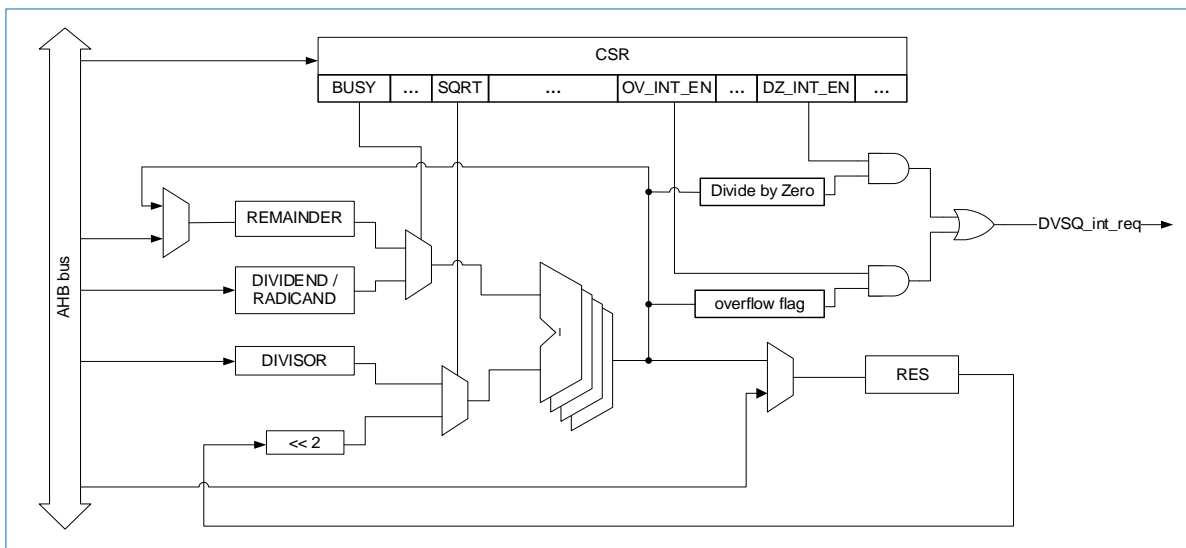 CSR
BUSY ... SQRT ... OV_INT_EN ... DZ_INT_EN ...
Divide by Zero
REMAINDER
DVSQ_int_req
AHB bus
DIVIDEND /
RADICAND
overflow flag
I
DIVISOR
RES
<< 2